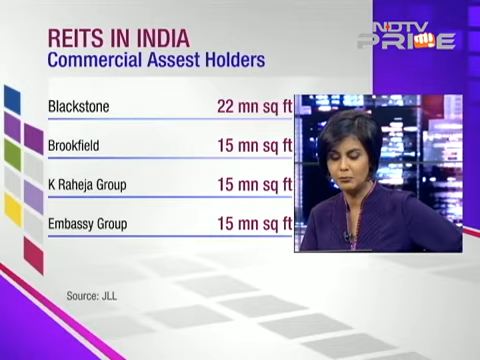 REITS IN INDIA
Commercial Assest Holders
NDTV
PRIME
Blackstone 22 mn sq ft
Brookfield 15 mn sq ft
K Raheja Group 15 mn sq ft
Embassy Group 15 mn sq ft
Source: JLL